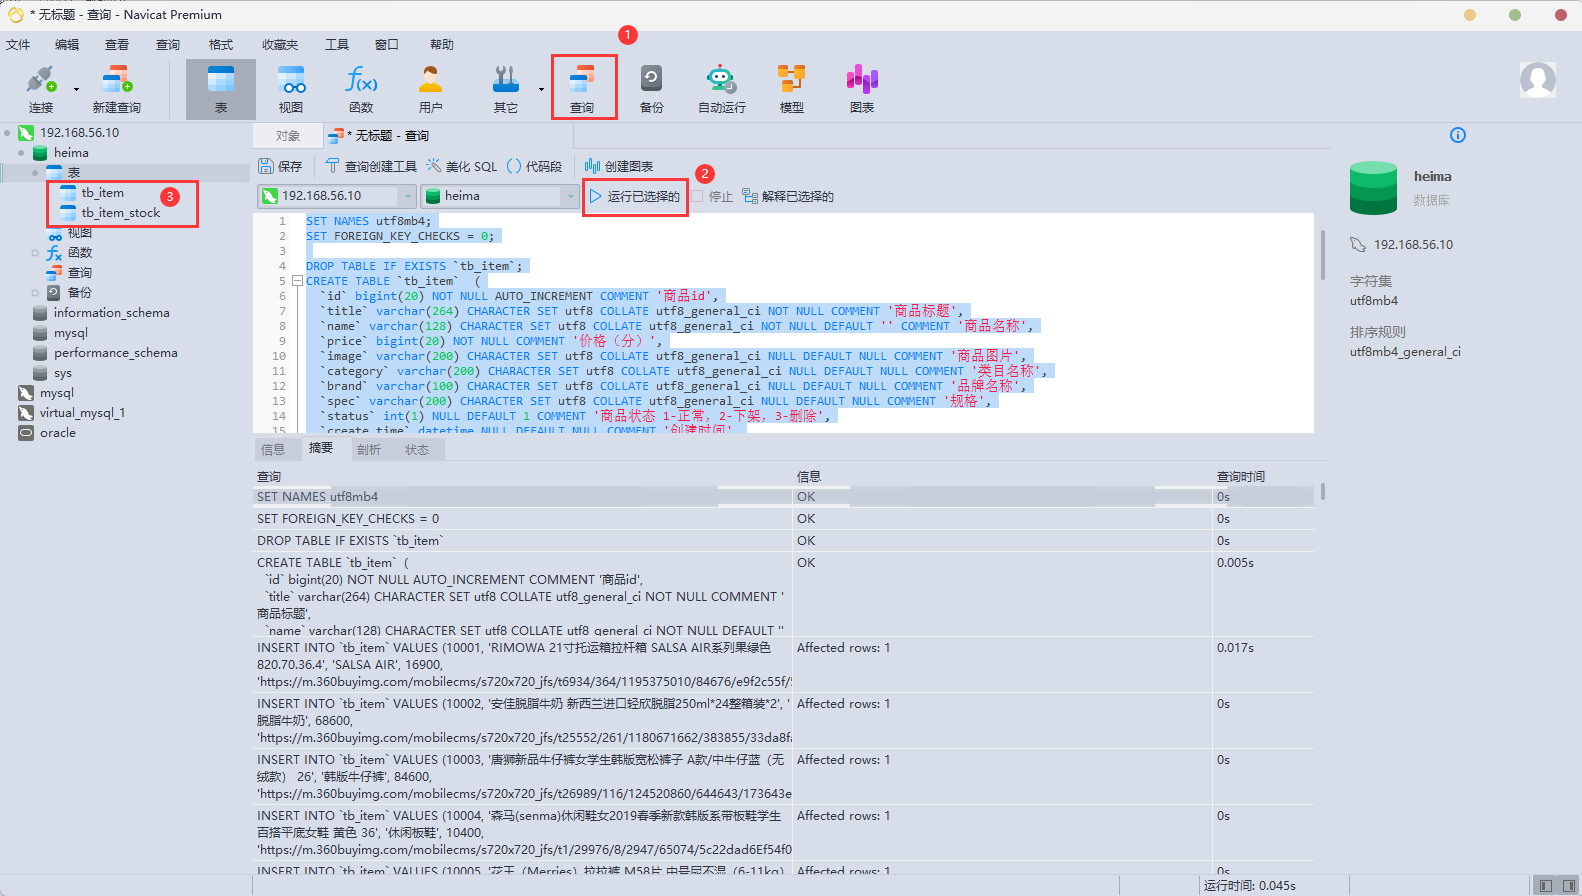 * 无标题 - 查询 - Navicat Premium
文件 编辑 查看 查询 格式 收藏夹 工具 窗口 帮助
1
连接 新建查询 表 视图 函数 用户 其它 查询 备份 自动运行 模型 图表
192.168.56.10
heima
表
tb_item
tb_item_stock
3
视图
函数
查询
备份
information_schema
mysql
performance_schema
sys
mysql
virtual_mysql_1
oracle
对象 * 无标题 - 查询
保存 查询创建工具 美化 SQL 代码段 创建图表
2
192.168.56.10 heima 运行已选择的 停止 解释已选择的
1 SET NAMES utf8mb4;
2 SET FOREIGN_KEY_CHECKS = 0;
3
4 DROP TABLE IF EXISTS `tb_item`;
5 CREATE TABLE `tb_item`  (
6 `id` bigint(20) NOT NULL AUTO_INCREMENT COMMENT '商品id',
7 `title` varchar(264) CHARACTER SET utf8 COLLATE utf8_general_ci NOT NULL COMMENT '商品标题',
8 `name` varchar(128) CHARACTER SET utf8 COLLATE utf8_general_ci NOT NULL DEFAULT '' COMMENT '商品名称',
9 `price` bigint(20) NOT NULL COMMENT '价格（分）',
10 `image` varchar(200) CHARACTER SET utf8 COLLATE utf8_general_ci NULL DEFAULT NULL COMMENT '商品图片',
11 `category` varchar(200) CHARACTER SET utf8 COLLATE utf8_general_ci NULL DEFAULT NULL COMMENT '类目名称',
12 `brand` varchar(100) CHARACTER SET utf8 COLLATE utf8_general_ci NULL DEFAULT NULL COMMENT '品牌名称',
13 `spec` varchar(200) CHARACTER SET utf8 COLLATE utf8_general_ci NULL DEFAULT NULL COMMENT '规格',
14 `status` int(1) NULL DEFAULT 1 COMMENT '商品状态 1-正常，2-下架，3-删除',
15 `create_time` datetime NULL DEFAULT NULL COMMENT '创建时间'
信息 摘要 剖析 状态
查询 信息 查询时间
SET NAMES utf8mb4 OK 0s
SET FOREIGN_KEY_CHECKS = 0 OK 0s
DROP TABLE IF EXISTS `tb_item` OK 0s
CREATE TABLE `tb_item`  ( OK 0.005s
`id` bigint(20) NOT NULL AUTO_INCREMENT COMMENT '商品id',
`title` varchar(264) CHARACTER SET utf8 COLLATE utf8_general_ci NOT NULL COMMENT '
商品标题',
`name` varchar(128) CHARACTER SET utf8 COLLATE utf8_general_ci NOT NULL DEFAULT ''
INSERT INTO `tb_item` VALUES (10001, 'RIMOWA 21寸托运箱拉杆箱 SALSA AIR系列果绿色 Affected rows: 1 0.017s
820.70.36.4', 'SALSA AIR', 16900,
'https://m.360buyimg.com/mobilecms/s720x720_jfs/t6934/364/1195375010/84676/e9f2c55f/
INSERT INTO `tb_item` VALUES (10002, '安佳脱脂牛奶 新西兰进口轻欣脱脂250ml*24整箱装*2', ' Affected rows: 1 0s
脱脂牛奶', 68600,
'https://m.360buyimg.com/mobilecms/s720x720_jfs/t25552/261/1180671662/383855/33da8f
INSERT INTO `tb_item` VALUES (10003, '唐狮新品牛仔裤女学生韩版宽松裤子 A款/中牛仔蓝（无 Affected rows: 1 0s
绒款） 26', '韩版牛仔裤', 84600,
'https://m.360buyimg.com/mobilecms/s720x720_jfs/t26989/116/124520860/644643/173643e
INSERT INTO `tb_item` VALUES (10004, '森马(senma)休闲鞋女2019春季新款韩版系带板鞋学生 Affected rows: 1 0s
百搭平底女鞋 黄色 36', '休闲板鞋', 10400,
'https://m.360buyimg.com/mobilecms/s720x720_jfs/t1/29976/8/2947/65074/5c22dad6Ef54f0
INSERT INTO `tb_item` VALUES (10005, '花王（Merries）拉拉裤 M58片 中号尿不湿（6-11kg） Affected rows: 1 0s
heima
数据库
192.168.56.10
字符集
utf8mb4
排序规则
utf8mb4_general_ci
运行时间: 0.045s